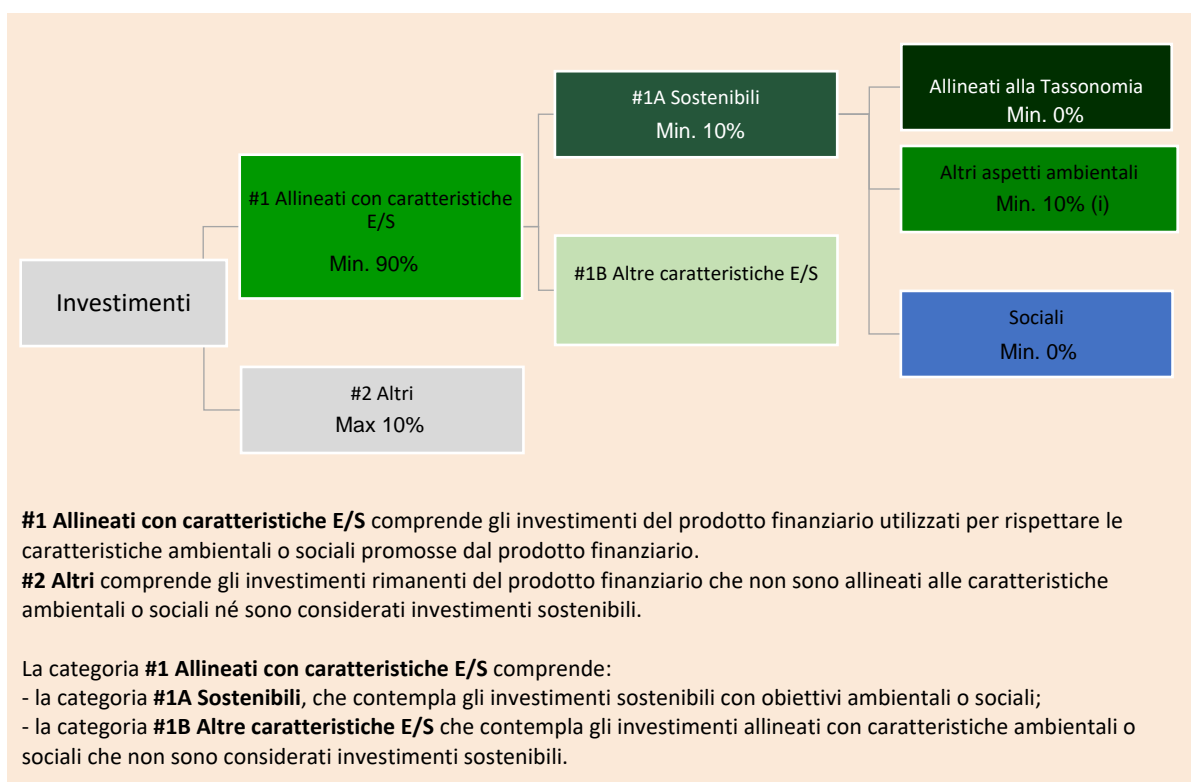 Investimenti
#1 Allineati con caratteristiche
E/S
Min. 90%
#2 Altri
Max 10%
#1A Sostenibili
Min. 10%
#1B Altre caratteristiche E/S
Allineati alla Tassonomia
Min. 0%
Altri aspetti ambientali
Min. 10% (i)
Sociali
Min. 0%
#1 Allineati con caratteristiche E/S comprende gli investimenti del prodotto finanziario utilizzati per rispettare le
caratteristiche ambientali o sociali promosse dal prodotto finanziario.
#2 Altri comprende gli investimenti rimanenti del prodotto finanziario che non sono allineati alle caratteristiche
ambientali o sociali né sono considerati investimenti sostenibili.
La categoria #1 Allineati con caratteristiche E/S comprende:
- la categoria #1A Sostenibili, che contempla gli investimenti sostenibili con obiettivi ambientali o sociali;
- la categoria #1B Altre caratteristiche E/S che contempla gli investimenti allineati con caratteristiche ambientali o
sociali che non sono considerati investimenti sostenibili.